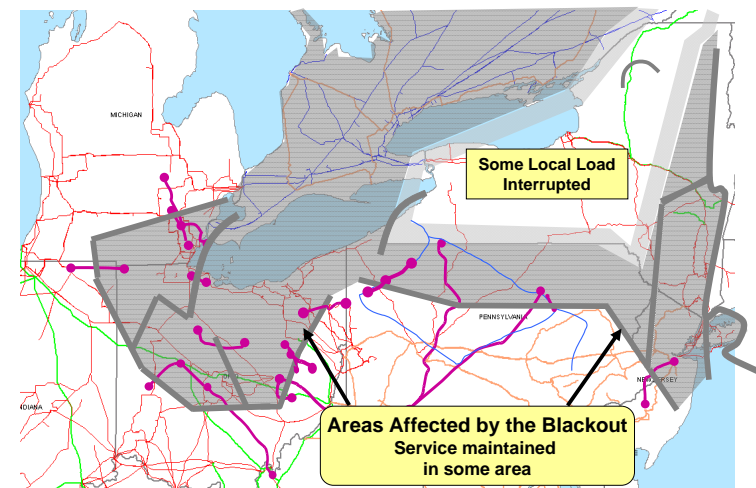 MICHIGAN
Some Local Load
Interrupted
PENNSYLVANIA
NEW JERSEY
OHIO
INDIANA
Areas Affected by the Blackout
Service maintained
in some area